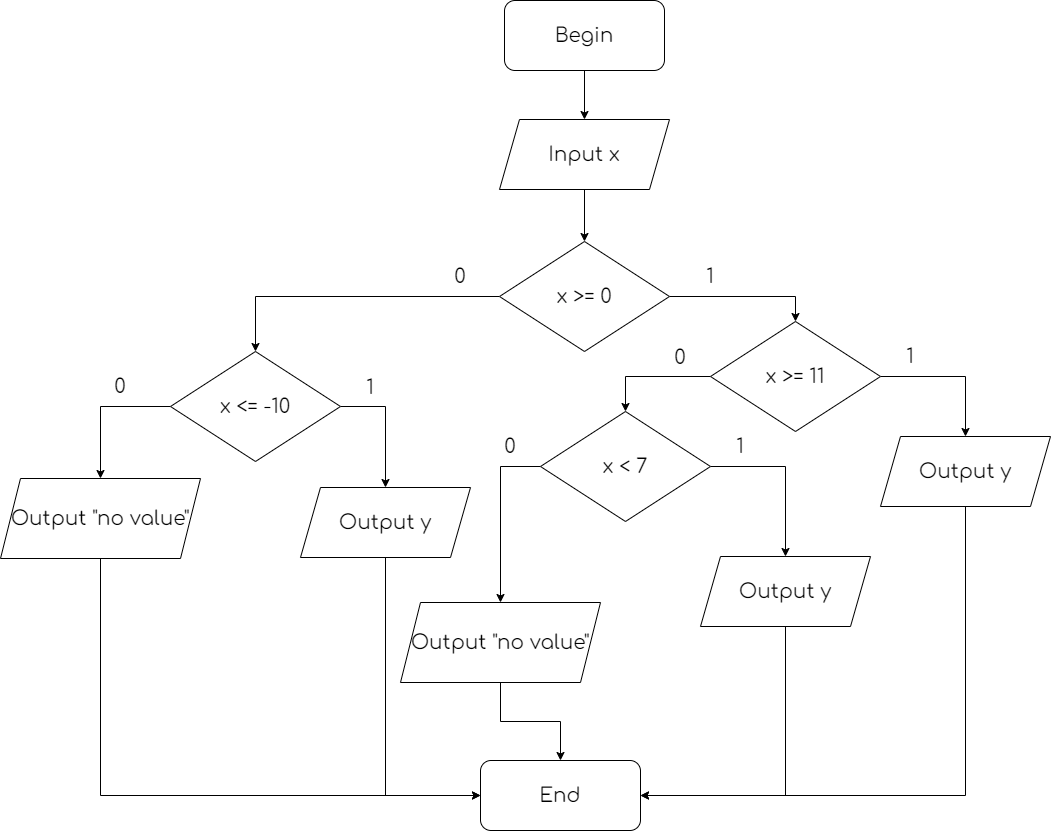 Begin
Input x
0
1
x >= 0
0
1
x >= 11
0
1
x <= -10
0
1
x < 7
Output y
Output "no value"
Output y
Output y
Output "no value"
End